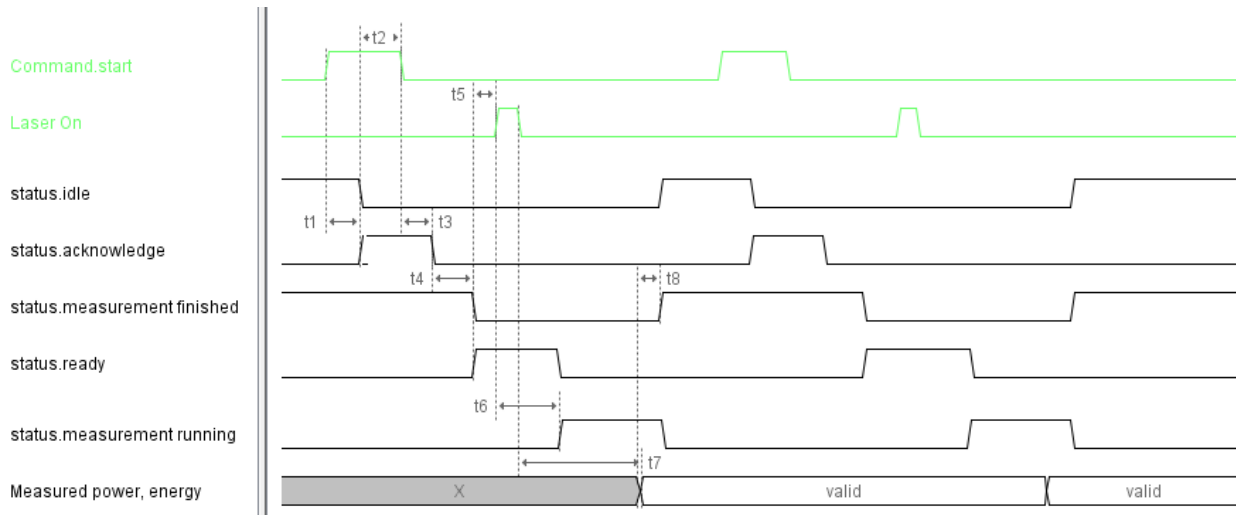 t2
Command.start
t5
Laser On
status.idle
t1
t3
status.acknowledge
t4
t8
status.measurement finished
status.ready
t6
status.measurement running
t7
Measured power, energy X valid valid